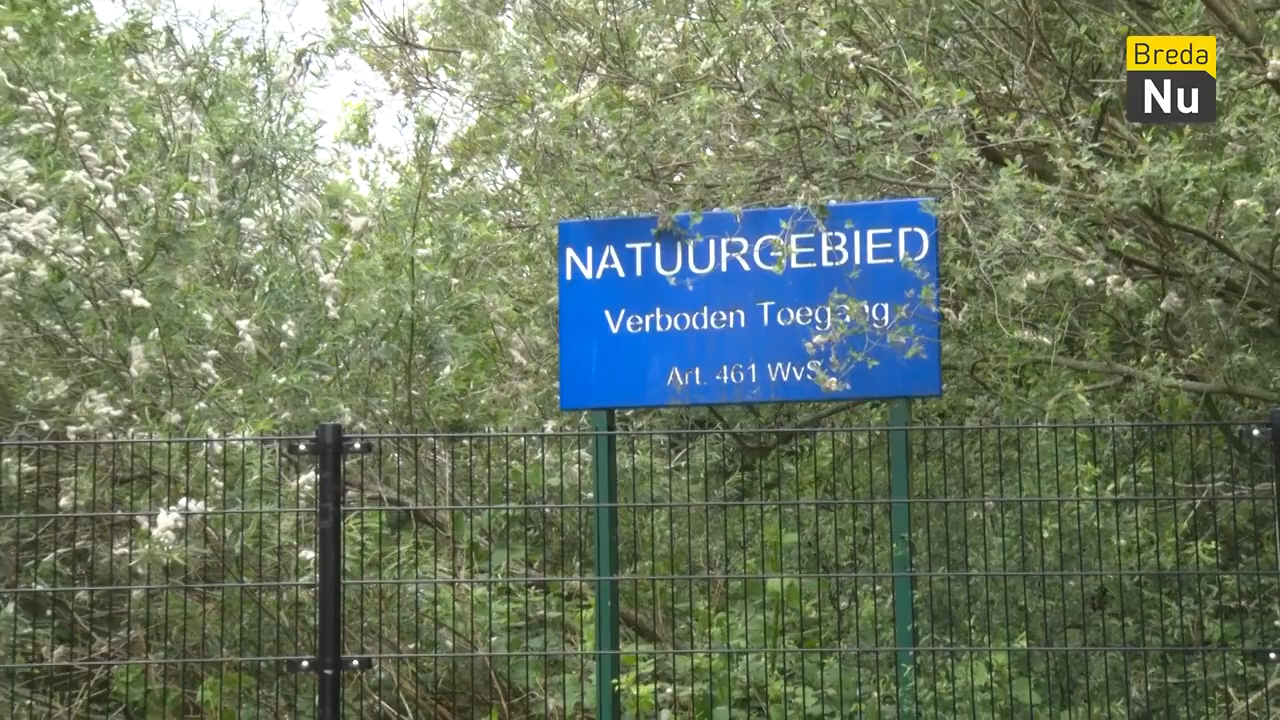 Breda
Nu
NATUURGEBIED
Verboden Toegang
Art. 461 WvS